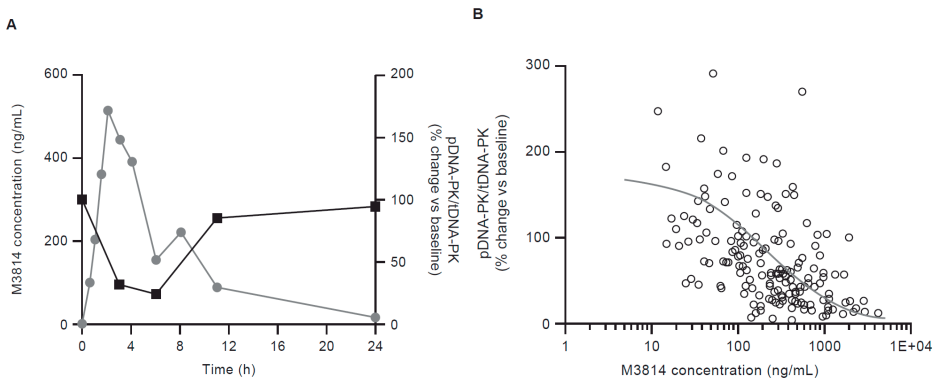 A
B
600
400
200
0
M3814 concentration (ng/mL)
200
150
100
50
0
pDNA-PK/tDNA-PK
(% change vs baseline)
0
4
8
12
16
20
24
Time (h)
300
200
100
0
pDNA-PK/tDNA-PK
(% change vs baseline)
1
10
100
1000
1E+04
M3814 concentration (ng/mL)